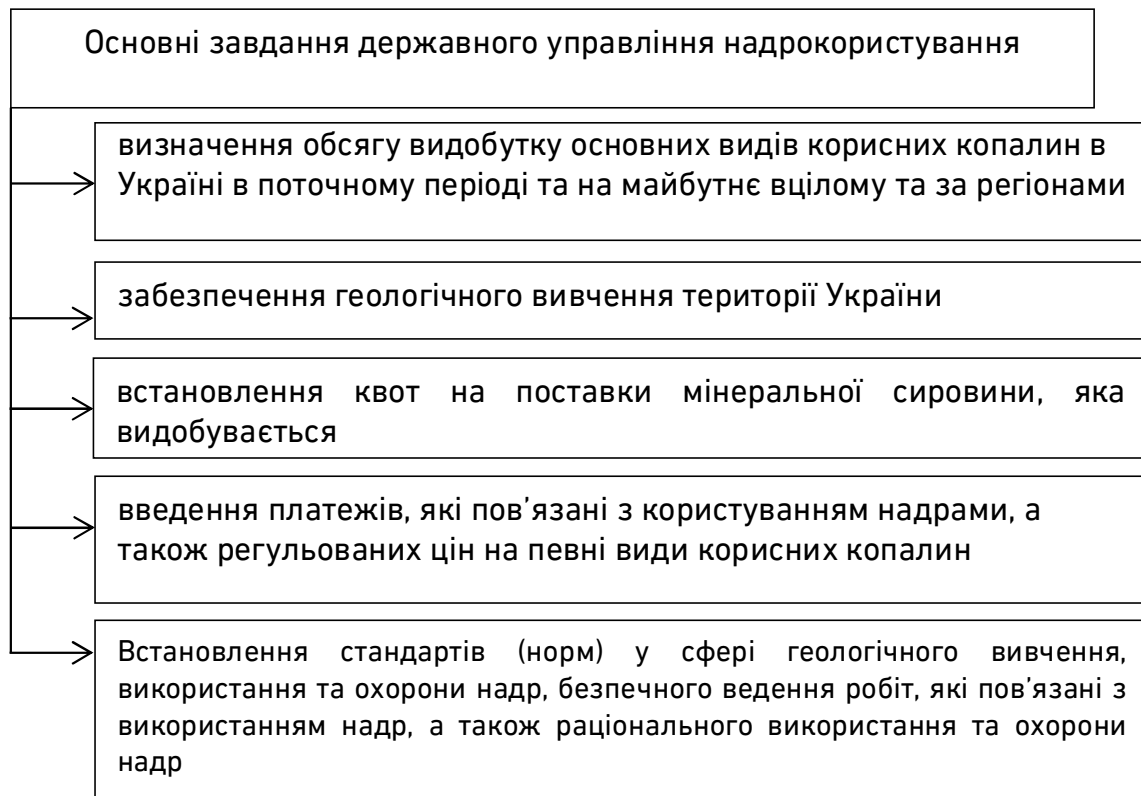 Основні завдання державного управління надрокористування
визначення обсягу видобутку основних видів корисних копалин в
Україні в поточному періоді та на майбутнє вцілому та за регіонами
забезпечення геологічного вивчення території України
встановлення квот на поставки мінеральної сировини, яка
видобувається
введення платежів, які пов’язані з користуванням надрами, а
також регульованих цін на певні види корисних копалин
Встановлення стандартів (норм) у сфері геологічного вивчення,
використання та охорони надр, безпечного ведення робіт, які пов’язані з
використанням надр, а також раціонального використання та охорони
надр